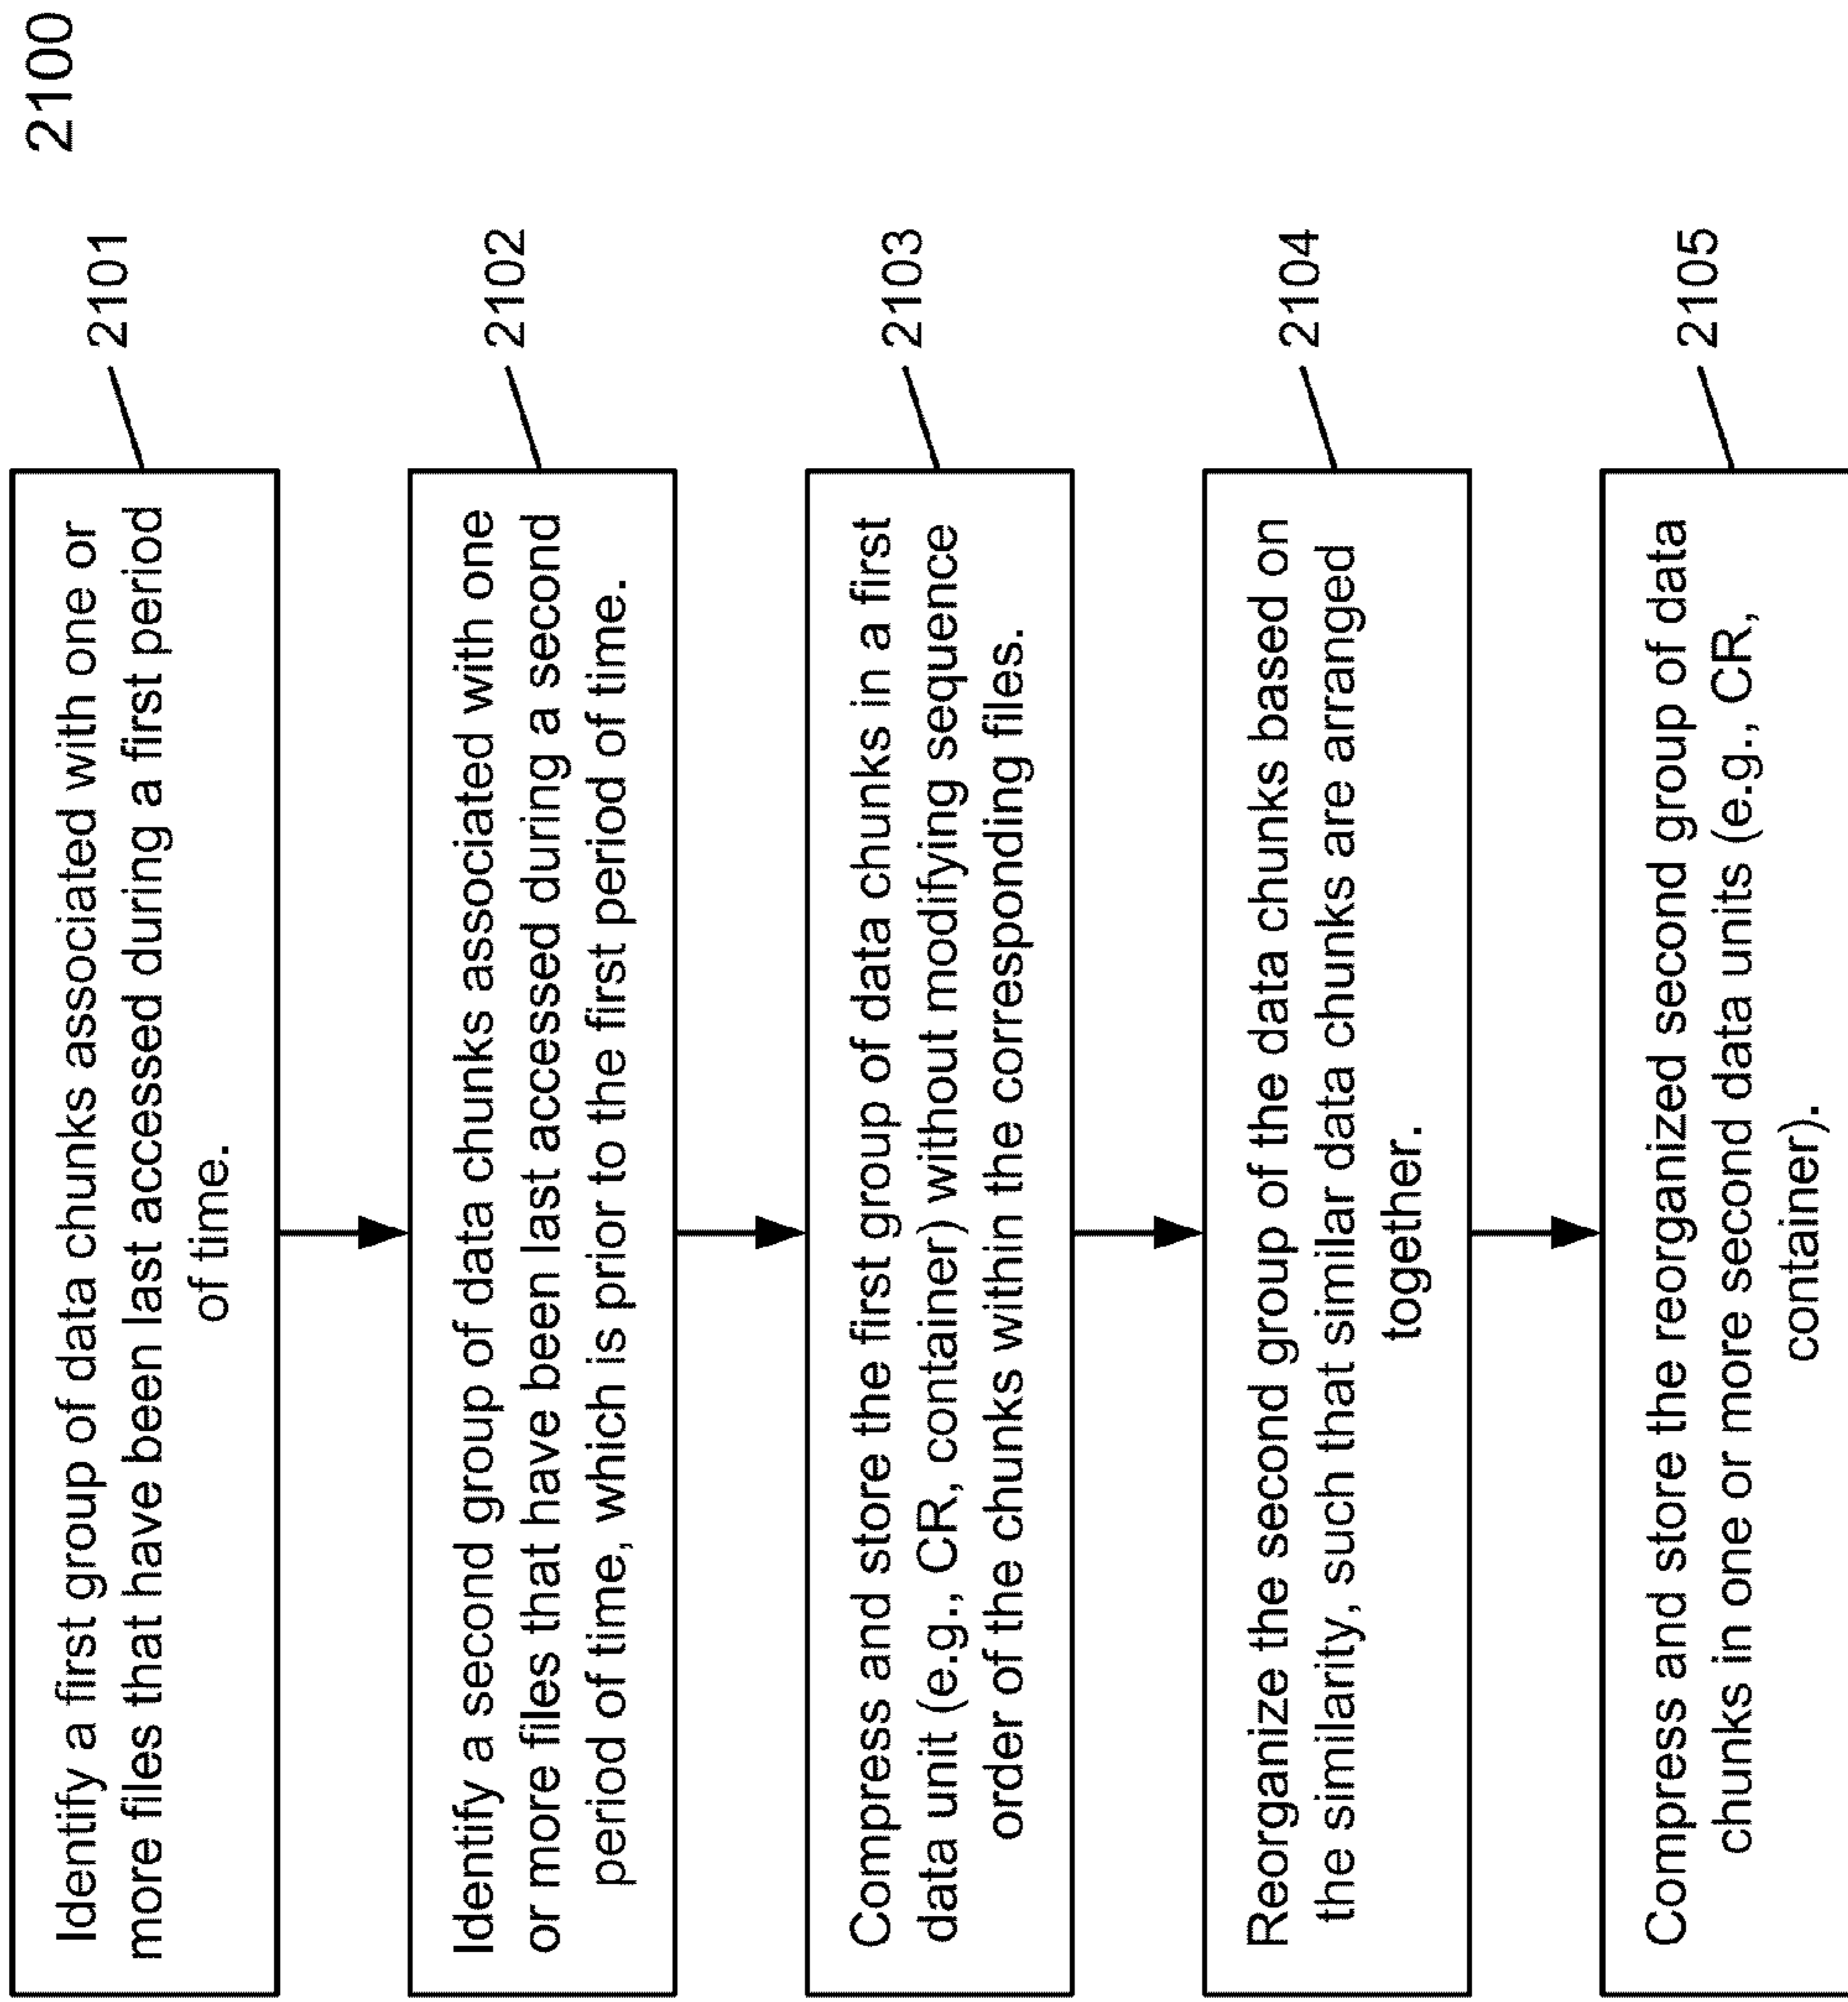 2100
Identify a first group of data chunks associated with one or
more files that have been last accessed during a first period
of time.
2101
Identify a second group of data chunks associated with one
or more files that have been last accessed during a second
period of time, which is prior to the first period of time.
2102
Compress and store the first group of data chunks in a first
data unit (e.g., CR, container) without modifying sequence
order of the chunks within the corresponding files.
2103
Reorganize the second group of the data chunks based on
the similarity, such that similar data chunks are arranged
together.
2104
Compress and store the reorganized second group of data
chunks in one or more second data units (e.g., CR,
container).
2105